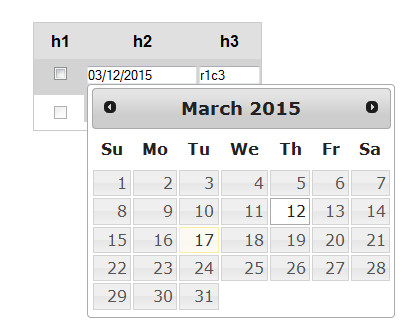 h1 h2 h3
03/12/2015 r1c3
March 2015
Su Mo Tu We Th Fr Sa
1 2 3 4 5 6 7
8 9 10 11 12 13 14
15 16 17 18 19 20 21
22 23 24 25 26 27 28
29 30 31